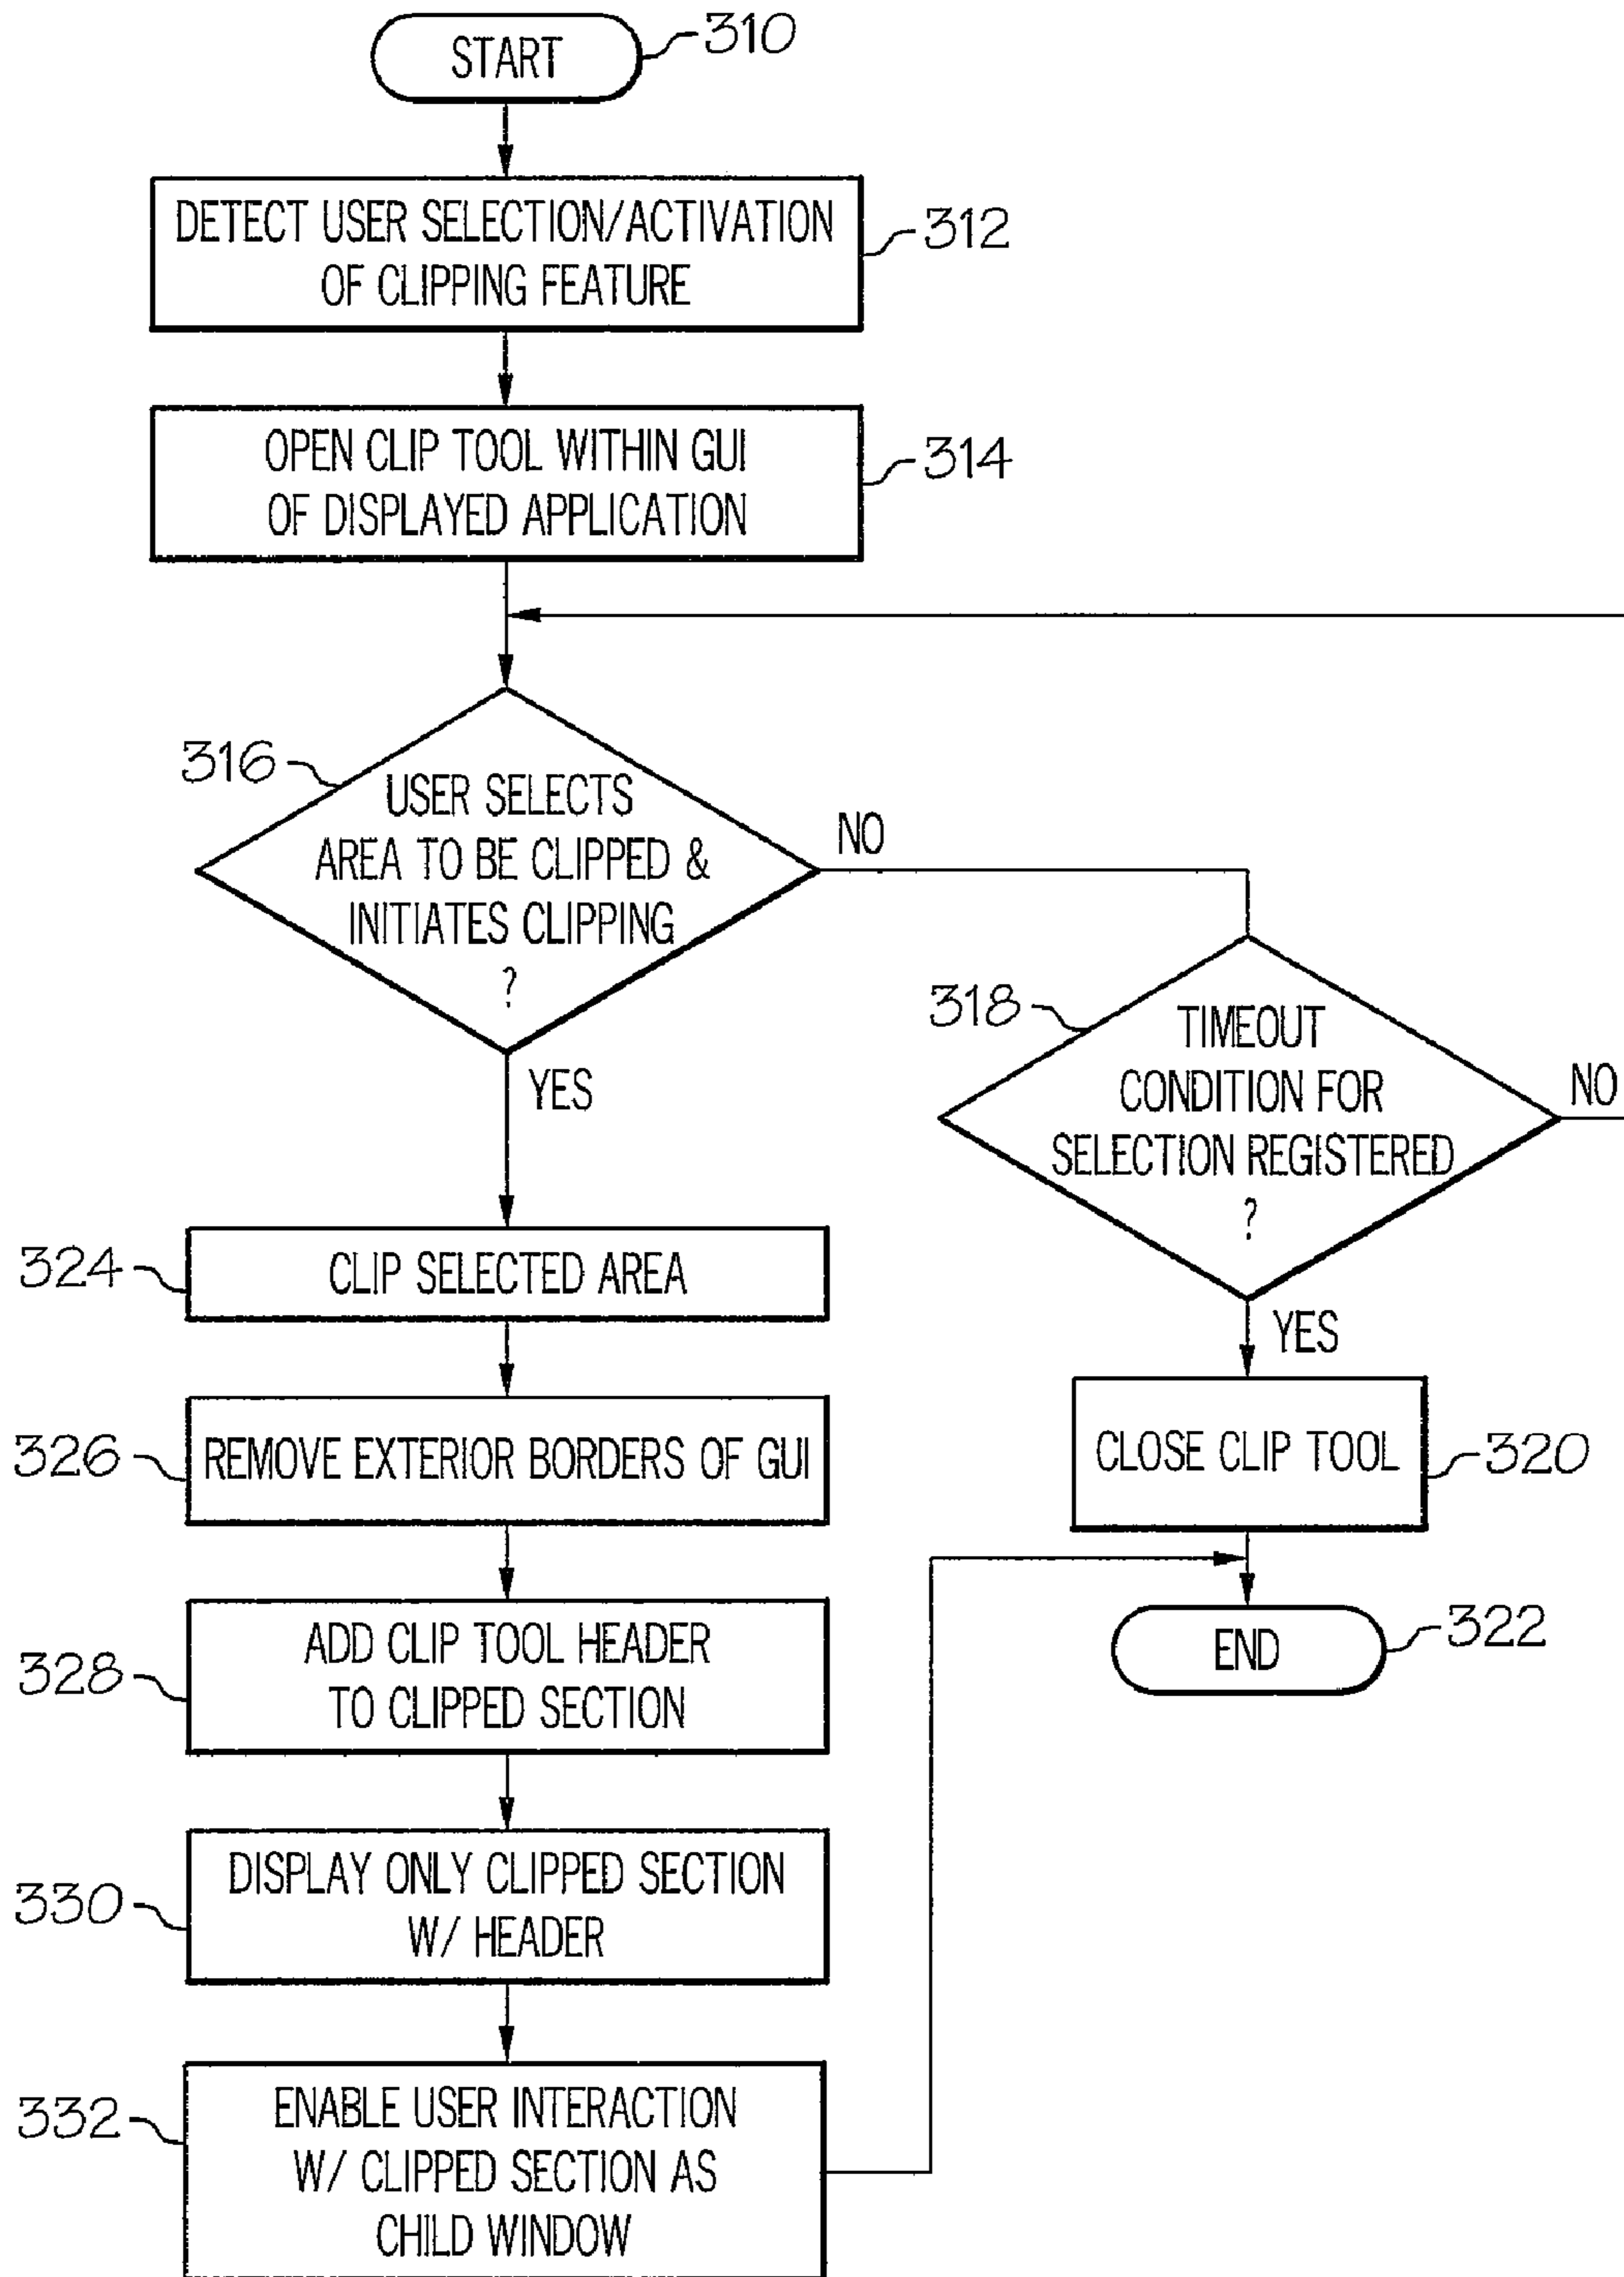 START
310
DETECT USER SELECTION/ACTIVATION
OF CLIPPING FEATURE
312
OPEN CLIP TOOL WITHIN GUI
OF DISPLAYED APPLICATION
314
316
USER SELECTS
AREA TO BE CLIPPED &
INITIATES CLIPPING
?
NO
YES
318
TIMEOUT
CONDITION FOR
SELECTION REGISTERED
?
NO
YES
324
CLIP SELECTED AREA
326
REMOVE EXTERIOR BORDERS OF GUI
CLOSE CLIP TOOL
320
328
ADD CLIP TOOL HEADER
TO CLIPPED SECTION
END
322
330
DISPLAY ONLY CLIPPED SECTION
W/ HEADER
332
ENABLE USER INTERACTION
W/ CLIPPED SECTION AS
CHILD WINDOW